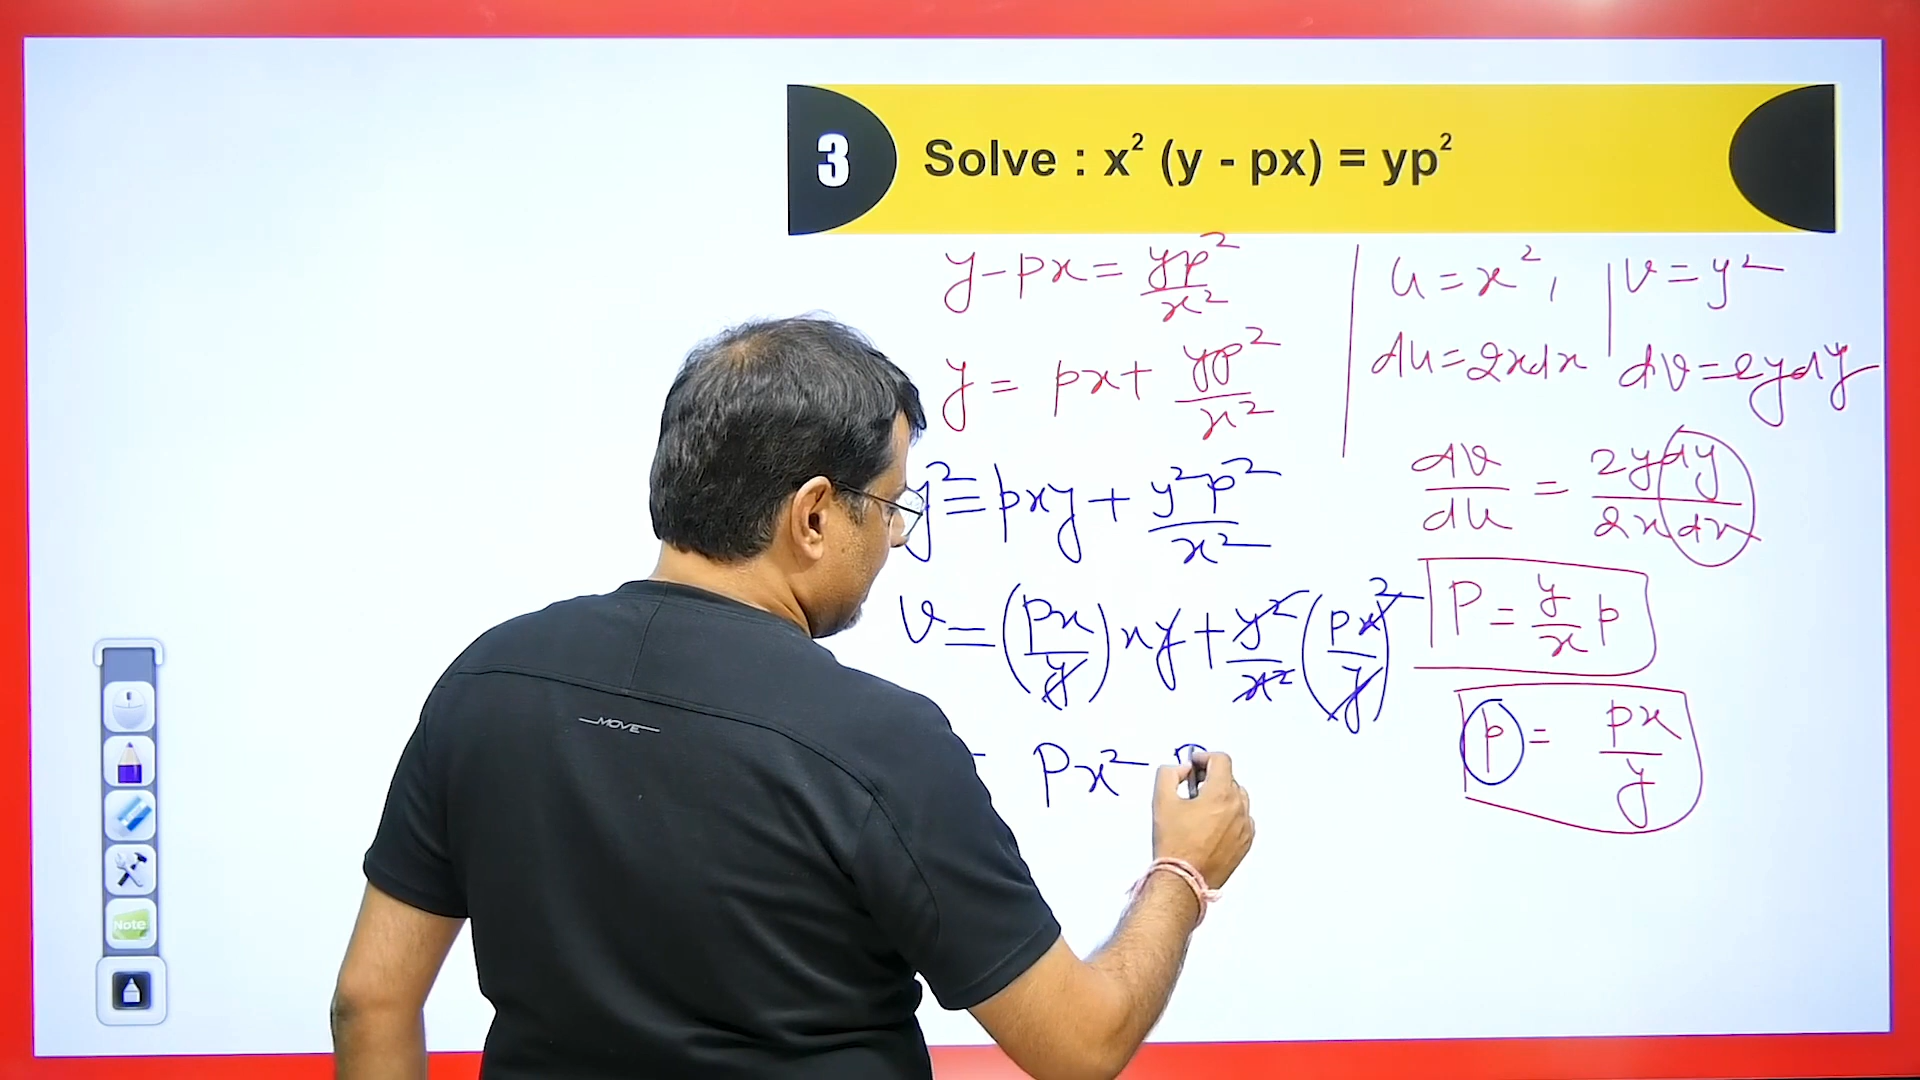 3 Solve : x² (y - px) = yp²
y - px = yp²/x²
u = x², | v = y²
du = 2xdx
dv = 2ydy
y = px + yp²/x²
dv/du = 2ydy/2xdx
y² = pxy + y²p²/x²
P = y/x p
v = (Px/y) xy + y²/x² (Px/y)²
p = Px/y
= Px²
MOVE
Note